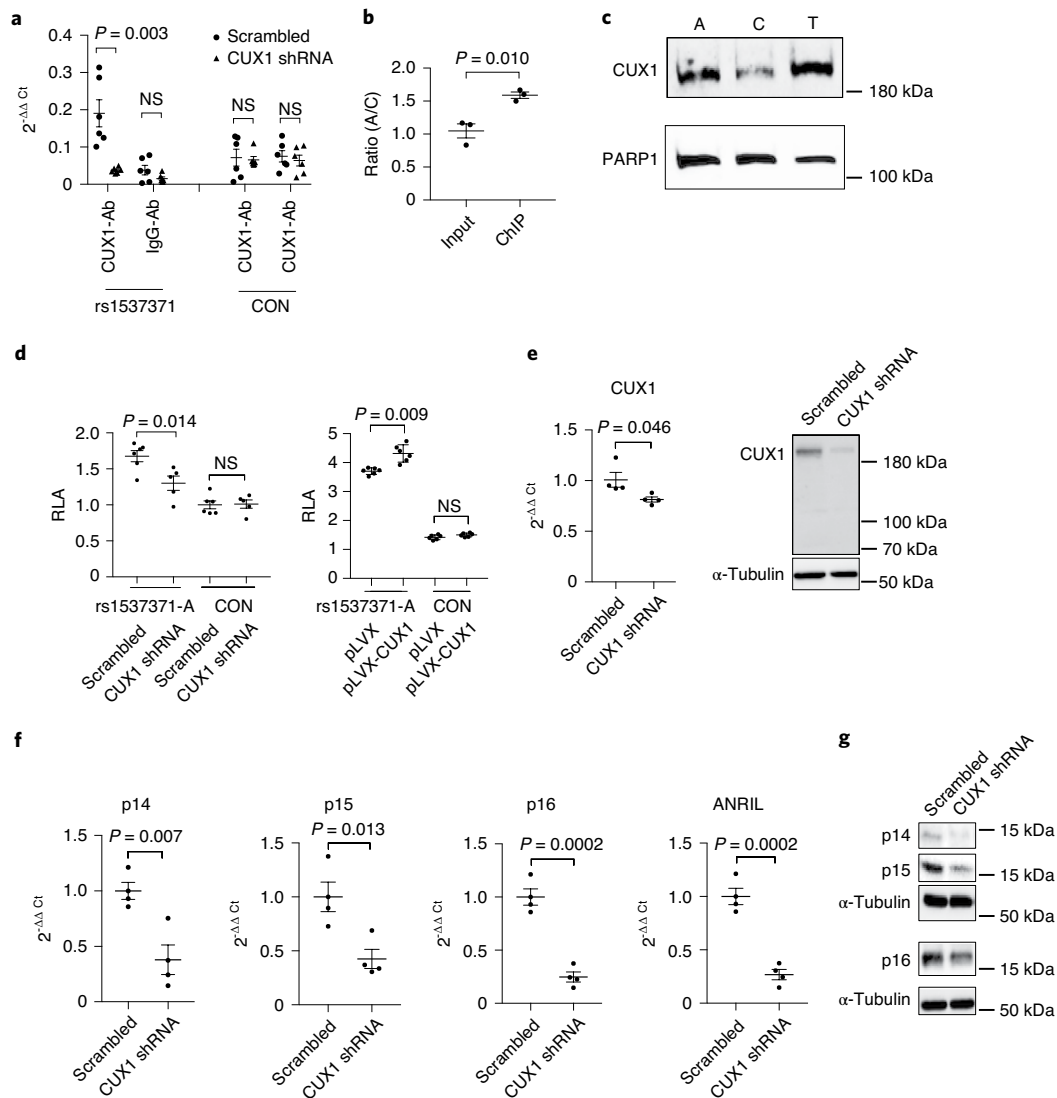 a
P = 0.003
Scrambled
CUX1 shRNA
NS
NS
NS
2-ΔΔ Ct
0.4
0.3
0.2
0.1
0
CUX1-Ab
IgG-Ab
CUX1-Ab
CUX1-Ab
rs1537371
CON
b
P = 0.010
Ratio (A/C)
2.0
1.5
1.0
0.5
0
Input
ChIP
c
A C T
CUX1
180 kDa
PARP1
100 kDa
d
P = 0.014
NS
RLA
2.0
1.5
1.0
0.5
0
rs1537371-A
CON
Scrambled
CUX1 shRNA
Scrambled
CUX1 shRNA
P = 0.009
NS
RLA
5
4
3
2
1
0
rs1537371-A
CON
pLVX
pLVX-CUX1
pLVX
pLVX-CUX1
e
CUX1
P = 0.046
2-ΔΔ Ct
1.5
1.0
0.5
0
Scrambled
CUX1 shRNA
Scrambled
CUX1 shRNA
CUX1
180 kDa
100 kDa
70 kDa
α-Tubulin
50 kDa
f
p14
P = 0.007
2-ΔΔ Ct
1.5
1.0
0.5
0
Scrambled
CUX1 shRNA
p15
P = 0.013
2-ΔΔ Ct
1.5
1.0
0.5
0
Scrambled
CUX1 shRNA
p16
P = 0.0002
2-ΔΔ Ct
1.5
1.0
0.5
0
Scrambled
CUX1 shRNA
ANRIL
P = 0.0002
2-ΔΔ Ct
1.5
1.0
0.5
0
Scrambled
CUX1 shRNA
g
Scrambled
CUX1 shRNA
p14
15 kDa
p15
15 kDa
α-Tubulin
50 kDa
p16
15 kDa
α-Tubulin
50 kDa